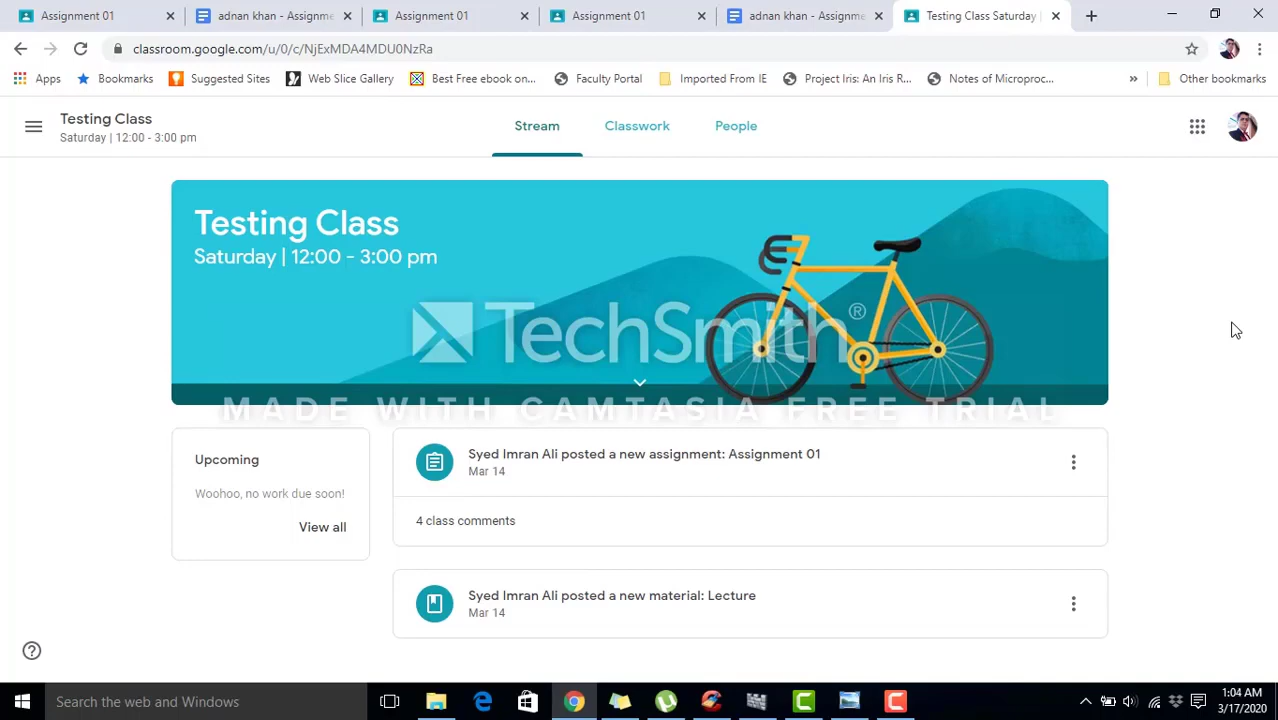 Assignment 01
adnan khan - Assignme
Assignment 01
Assignment 01
adnan khan - Assignme
Testing Class Saturday |
classroom.google.com/u/0/c/NjExMDA4MDU0NzRa
Apps
Bookmarks
Suggested Sites
Web Slice Gallery
Best Free ebook on...
Faculty Portal
Imported From IE
Project Iris: An Iris R...
Notes of Microproc...
»
Other bookmarks
Testing Class
Saturday | 12:00 - 3:00 pm
Stream
Classwork
People
Testing Class
Saturday | 12:00 - 3:00 pm
TechSmith®
MADE WITH CAMTASIA FREE TRIAL
Upcoming
Woohoo, no work due soon!
View all
Syed Imran Ali posted a new assignment: Assignment 01
Mar 14
4 class comments
Syed Imran Ali posted a new material: Lecture
Mar 14
Search the web and Windows
1:04 AM
3/17/2020